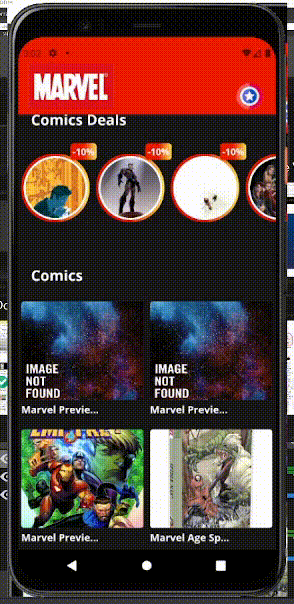 3:02
MARVEL
Comics Deals
-10%
-10%
-10%
Comics
IMAGE
NOT
FOUND
IMAGE
NOT
FOUND
Marvel Previe...
Marvel Previe...
Marvel Previe...
Marvel Age Sp...